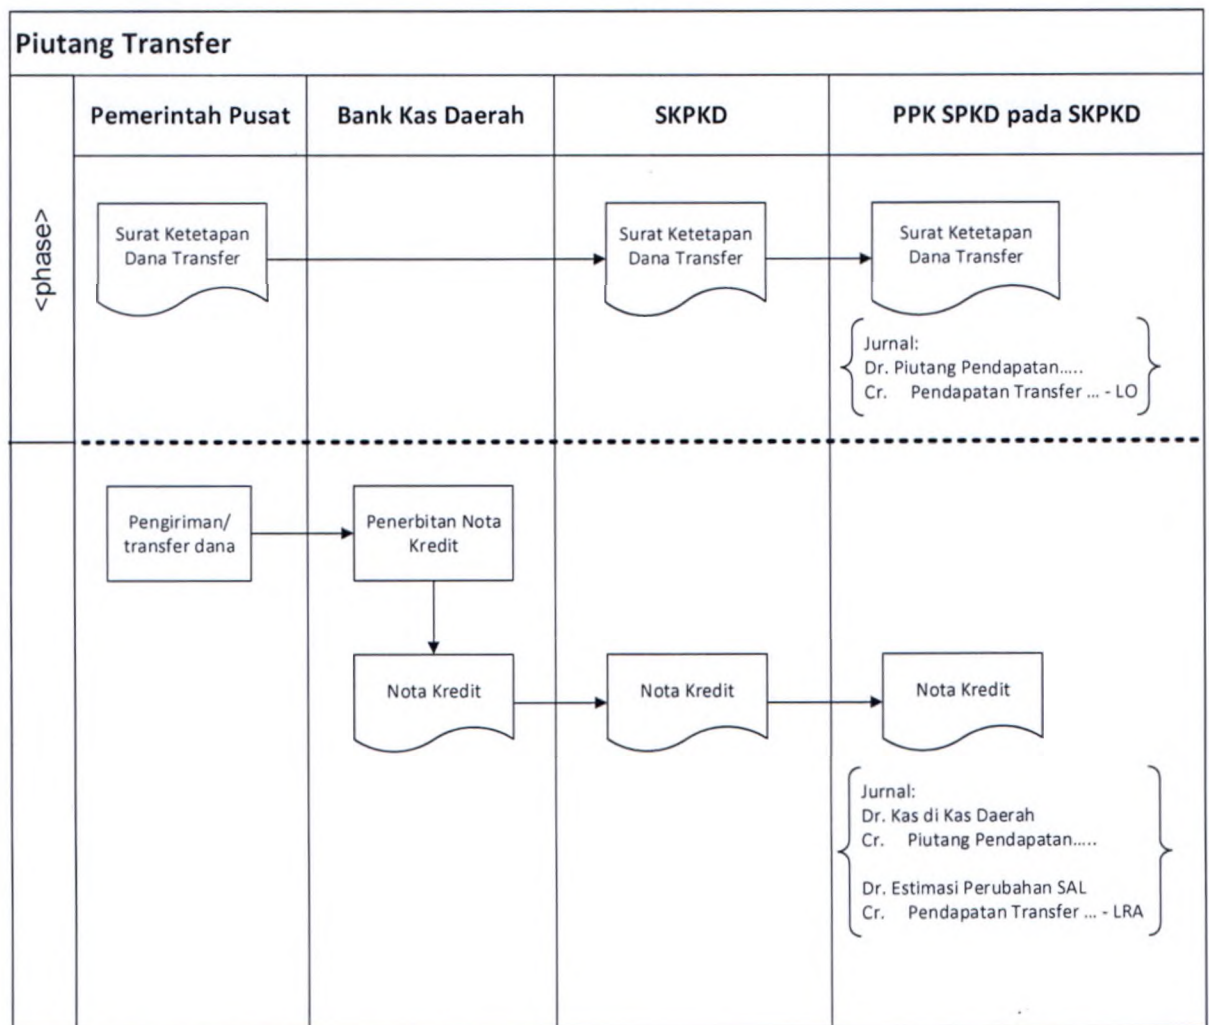 Piutang Transfer
Pemerintah Pusat
Bank Kas Daerah
SKPKD
PPK SPKD pada SKPKD
<phase>
Surat Ketetapan
Dana Transfer
Surat Ketetapan
Dana Transfer
Surat Ketetapan
Dana Transfer
Jurnal:
Dr. Piutang Pendapatan.....
Cr. Pendapatan Transfer ... - LO
Pengiriman/
transfer dana
Penerbitan Nota
Kredit
Nota Kredit
Nota Kredit
Nota Kredit
Jurnal:
Dr. Kas di Kas Daerah
Cr. Piutang Pendapatan.....
Dr. Estimasi Perubahan SAL
Cr. Pendapatan Transfer ... - LRA